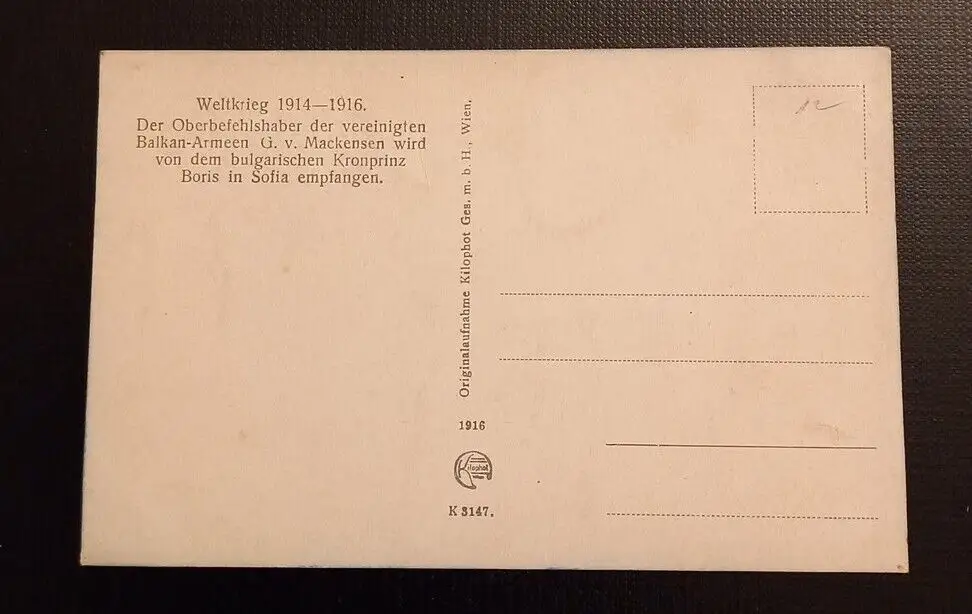 Weltkrieg 1914—1916.
Der Oberbefehlshaber der vereinigten
Balkan-Armeen G. v. Mackensen wird
von dem bulgarischen Kronprinz
Boris in Sofia empfangen.
Originalaufnahme Kilophot Ges. m. b. H., Wien.
1916
Kilophot
K 3147.